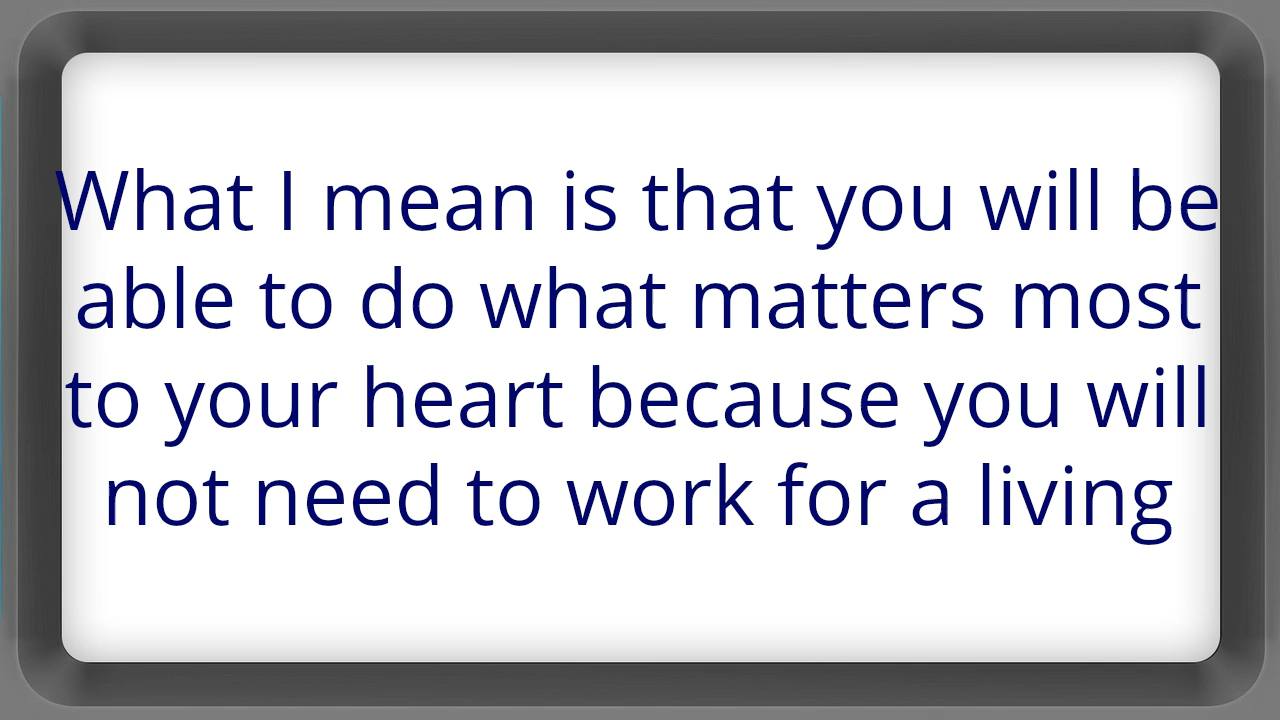 What I mean is that you will be
able to do what matters most
to your heart because you will
not need to work for a living